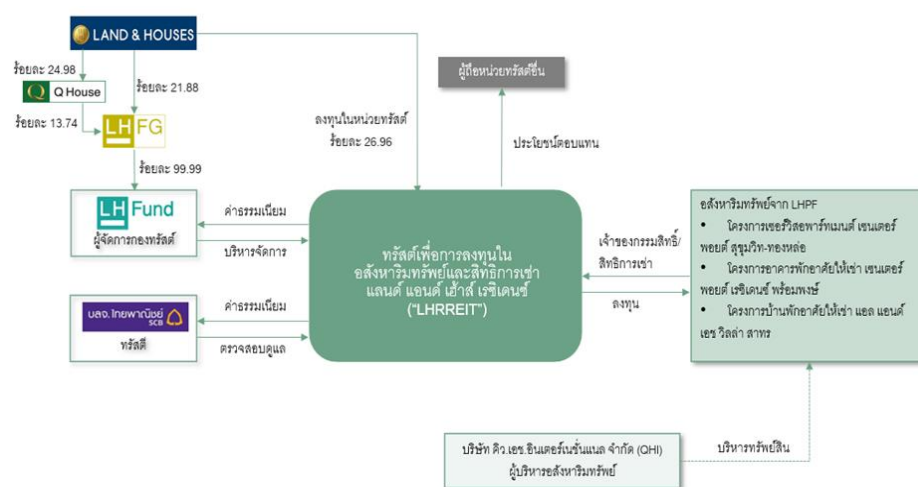 LAND & HOUSES
ร้อยละ 24.98
Q House
ร้อยละ 21.88
ร้อยละ 13.74
LH FG
ร้อยละ 99.99
LH Fund
ผู้จัดการกองทรัสต์
ค่าธรรมเนียม
บริหารจัดการ
บลจ.ไทยพาณิชย์
SCB
ทรัสตี
ค่าธรรมเนียม
ตรวจสอบดูแล
ลงทุนในหน่วยทรัสต์
ร้อยละ 26.96
ผู้ถือหน่วยทรัสต์อื่น
ประโยชน์ตอบแทน
ทรัสต์เพื่อการลงทุนใน
อสังหาริมทรัพย์และสิทธิการเช่า
แลนด์ แอนด์ เฮ้าส์ เรซิเดนซ์
("LHRREIT")
เจ้าของกรรมสิทธิ์/
สิทธิการเช่า
ลงทุน
อสังหาริมทรัพย์จาก LHPF
• โครงการเซอร์วิสอพาร์ทเมนต์ เซนเตอร์
พอยต์ สุขุมวิท-ทองหล่อ
• โครงการอาคารพักอาศัยให้เช่า เซนเตอร์
พอยต์ เรซิเดนซ์ พร้อมพงษ์
• โครงการบ้านพักอาศัยให้เช่า แอล แอนด์
เอช วิลล่า สาทร
บริษัท คิว.เอช.อินเตอร์เนชั่นแนล จำกัด (QHI)
ผู้บริหารอสังหาริมทรัพย์
บริหารทรัพย์สิน